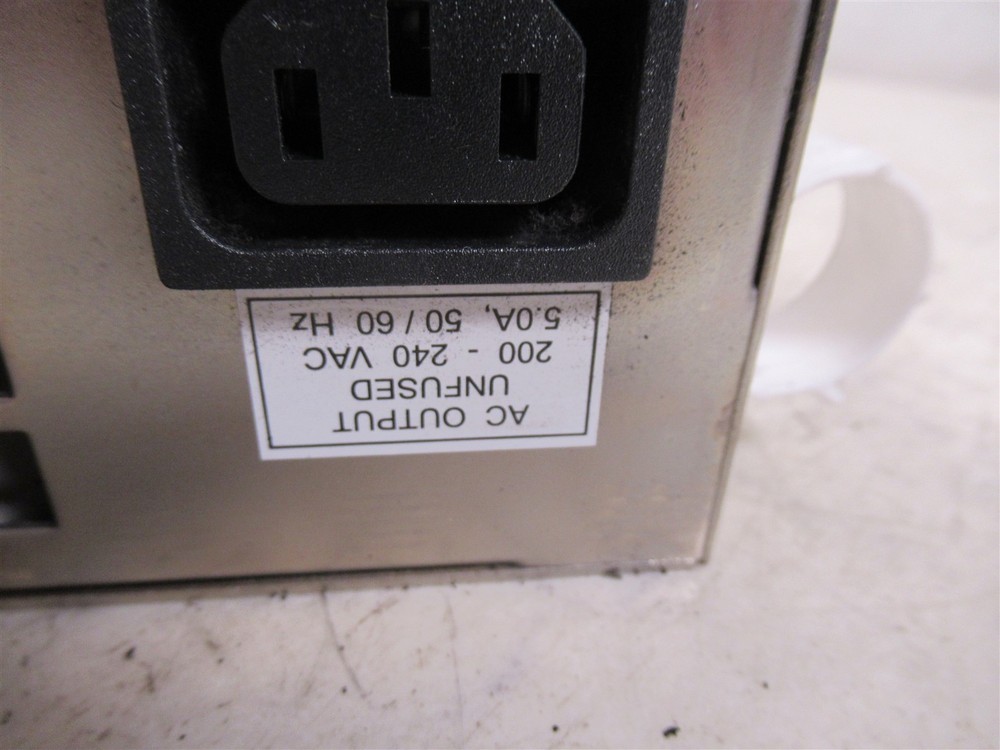 AC OUTPUT
UNFUSED
200 - 240 VAC
5.0A, 50 / 60 Hz